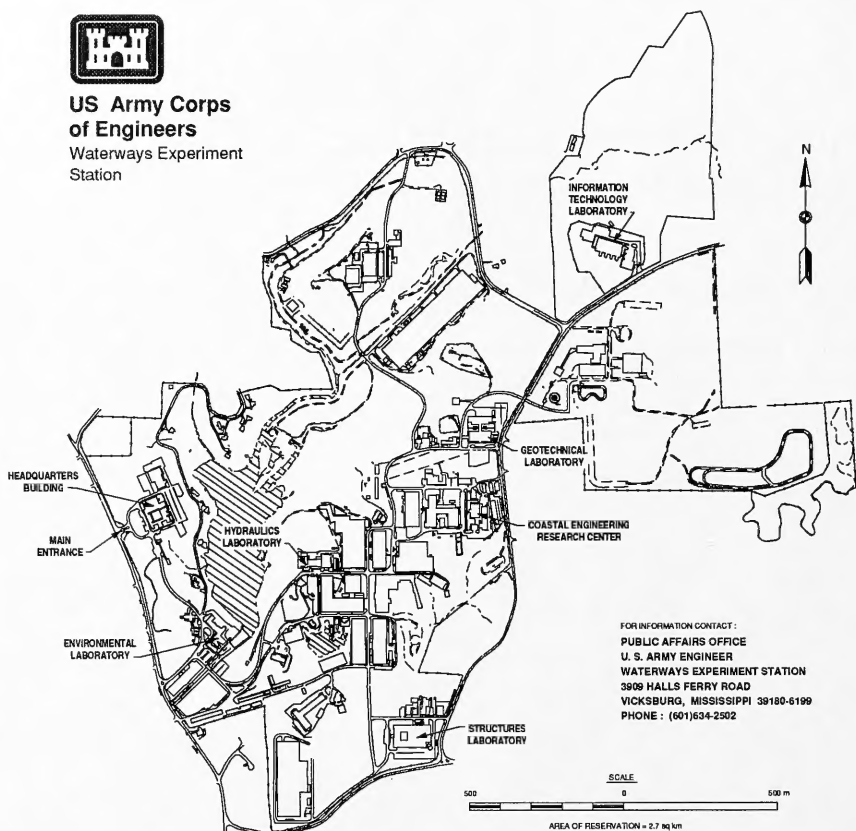 US Army Corps
of Engineers
Waterways Experiment
Station
N
INFORMATION
TECHNOLOGY
LABORATORY
GEOTECHNICAL
LABORATORY
HEADQUARTERS
BUILDING
HYDRAULICS
LABORATORY
COASTAL ENGINEERING
RESEARCH CENTER
MAIN
ENTRANCE
ENVIRONMENTAL
LABORATORY
FOR INFORMATION CONTACT :
PUBLIC AFFAIRS OFFICE
U. S. ARMY ENGINEER
WATERWAYS EXPERIMENT STATION
3909 HALLS FERRY ROAD
VICKSBURG, MISSISSIPPI 39180-6199
PHONE : (601)634-2502
STRUCTURES
LABORATORY
SCALE
500 0 500 m
AREA OF RESERVATION = 2.7 sq km